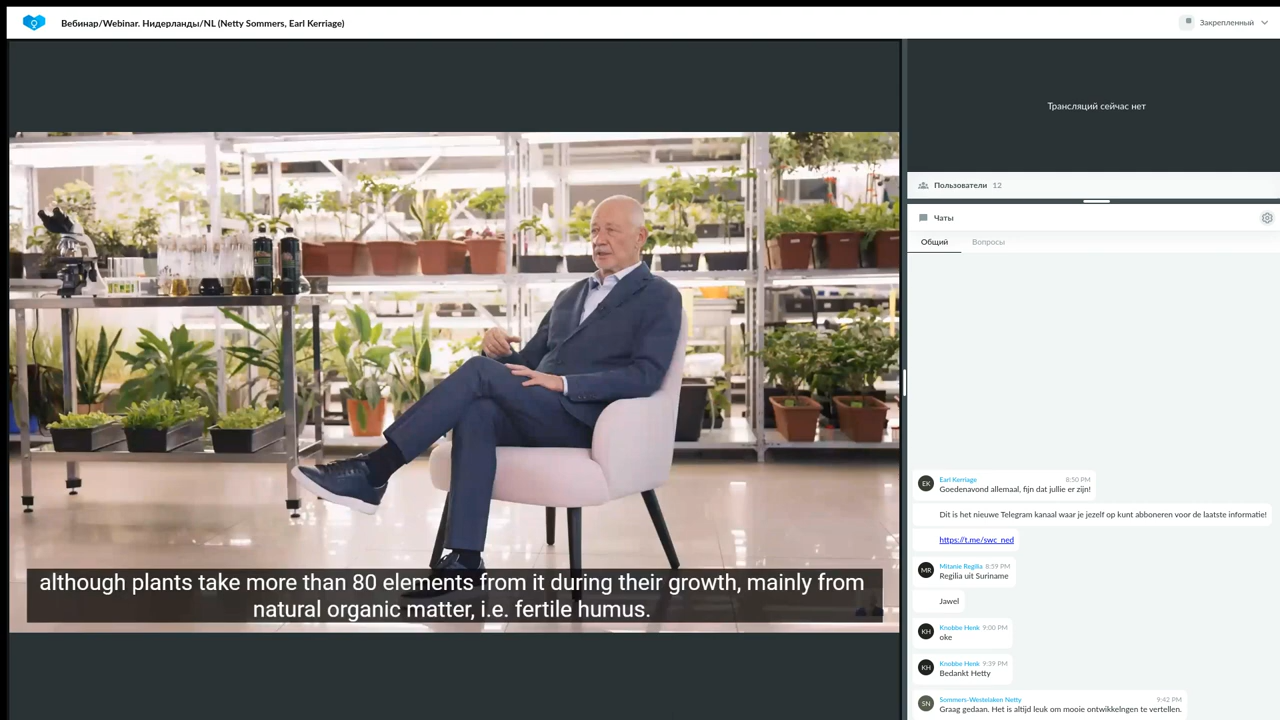 Вебинар/Webinar. Нидерланды/NL (Netty Sommers, Earl Kerriage)
Закрепленный
Трансляций сейчас нет
Пользователи 12
Чаты
Общий Вопросы
EK
Earl Kerriage 8:50 PM
Goedenavond allemaal, fijn dat jullie er zijn!
Dit is het nieuwe Telegram kanaal waar je jezelf op kunt abboneren voor de laatste informatie!
https://t.me/swc_ned
MR
Mitanie Regilia 8:59 PM
Regilia uit Suriname
Jawel
KH
Knobbe Henk 9:00 PM
oke
KH
Knobbe Henk 9:39 PM
Bedankt Hetty
SN
Sommers-Westelaken Netty 9:42 PM
Graag gedaan. Het is altijd leuk om mooie ontwikkelngen te vertellen.
although plants take more than 80 elements from it during their growth, mainly from
natural organic matter, i.e. fertile humus.